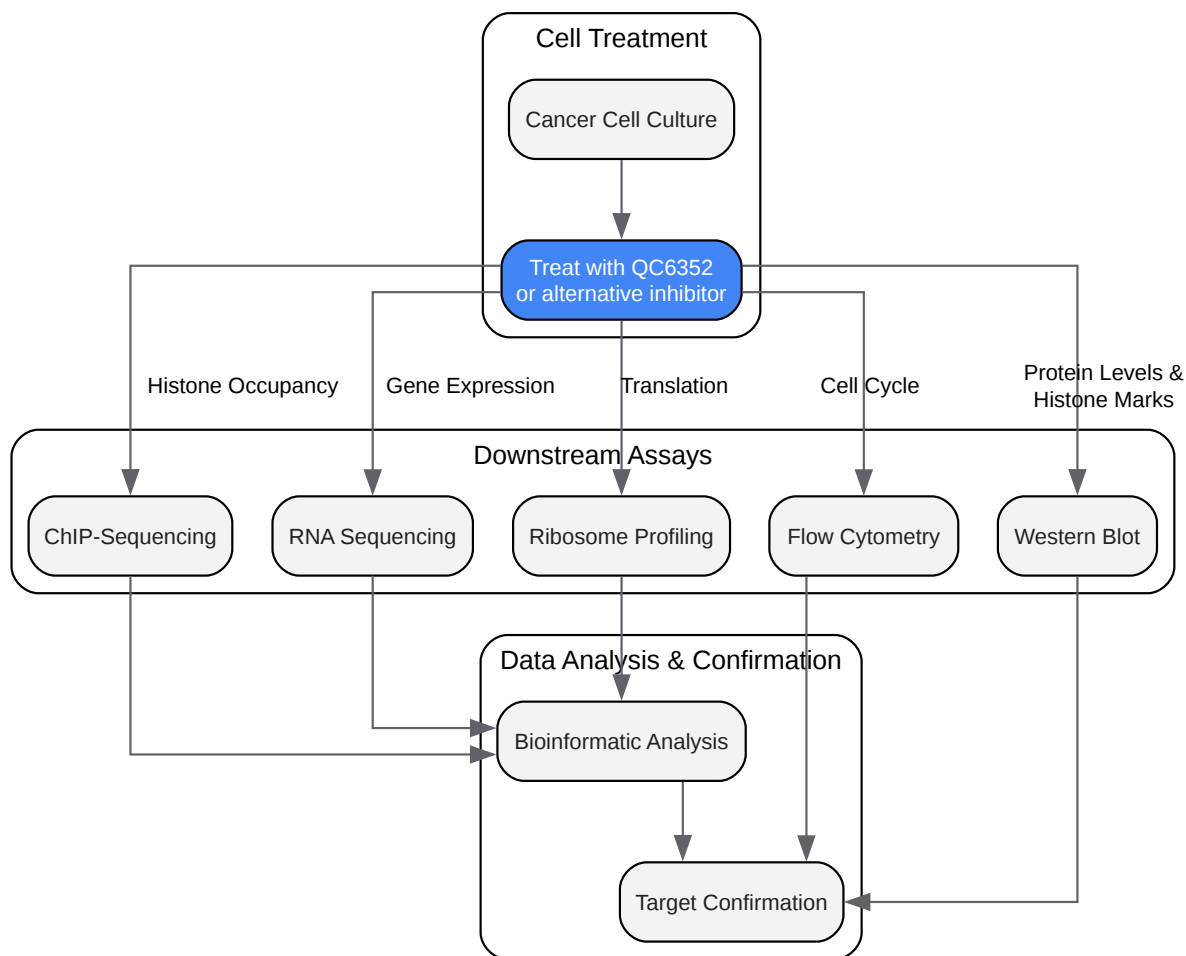 Cell Treatment
Cancer Cell Culture
Treat with QC6352
or alternative inhibitor
Histone Occupancy
Gene Expression
Translation
Cell Cycle
Protein Levels &
Histone Marks
Downstream Assays
ChIP-Sequencing
RNA Sequencing
Ribosome Profiling
Flow Cytometry
Western Blot
Data Analysis & Confirmation
Bioinformatic Analysis
Target Confirmation